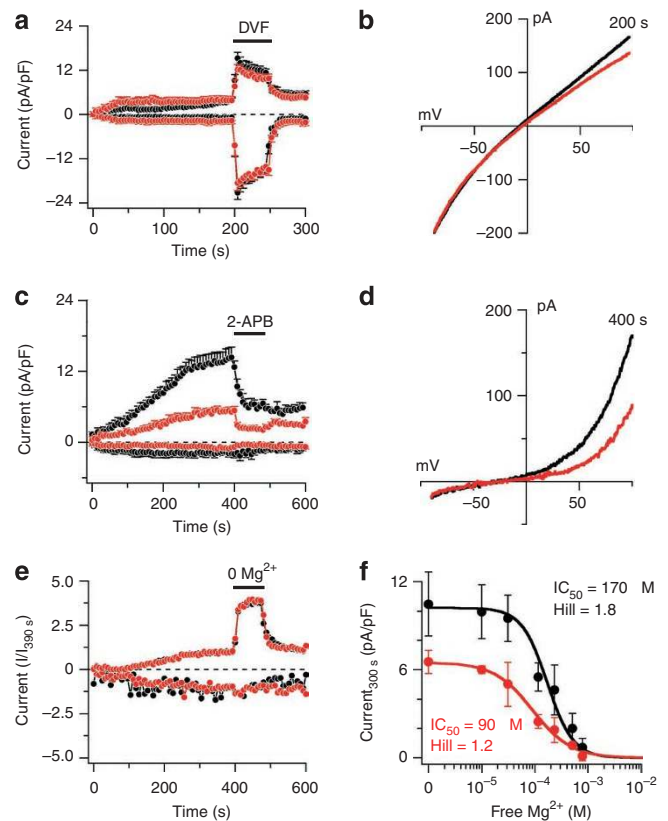 a
DVF
Current (pA/pF)
24
12
0
−12
−24
0
100
200
300
Time (s)
b
200
pA
200 s
100
mV
−50
50
−100
−200
c
24
2-APB
Current (pA/pF)
12
0
0
200
400
600
Time (s)
d
200
pA
400 s
100
mV
−50
50
e
5.0
0 Mg2+
Current (I/I390 s)
2.5
0
−2.5
−5.0
0
200
400
600
Time (s)
f
12
IC50 = 170 M
Hill = 1.8
Current300 s (pA/pF)
6
IC50 = 90 M
Hill = 1.2
0
0
10−5
10−4
10−3
10−2
Free Mg2+ (M)